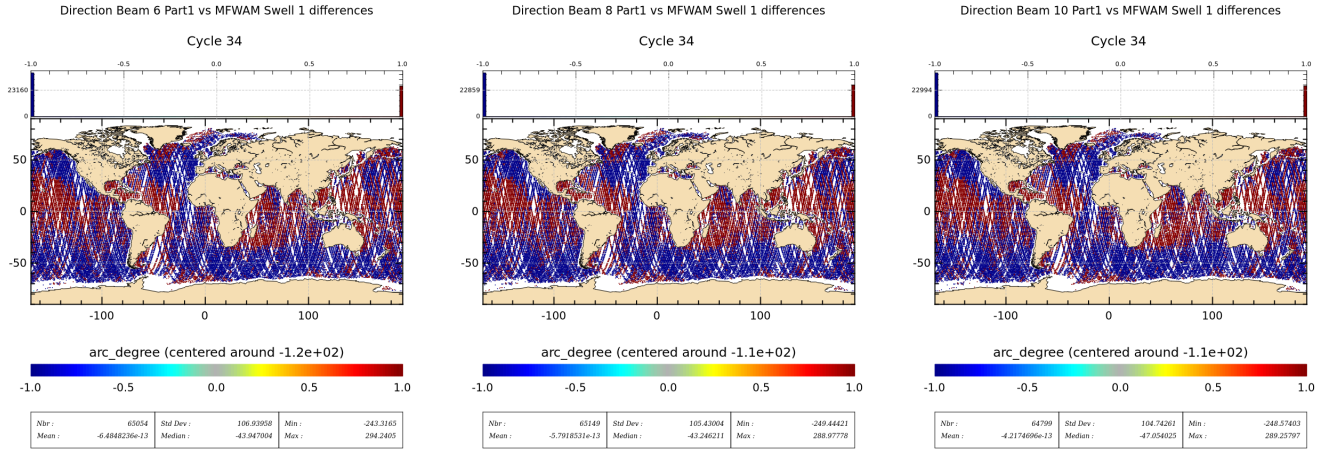 Direction Beam 6 Part1 vs MFWAM Swell 1 differences
Cycle 34
-1.0 -0.5 0.0 0.5 1.0
23160
0
50
0
-50
-100 0 100
arc_degree (centered around -1.2e+02)
-1.0 -0.5 0.0 0.5 1.0
Nbr : 65054 Std Dev : 106.93958 Min : -243.3165
Mean : -6.4848236e-13 Median : -43.947004 Max : 294.2405
Direction Beam 8 Part1 vs MFWAM Swell 1 differences
Cycle 34
-1.0 -0.5 0.0 0.5 1.0
22859
0
50
0
-50
-100 0 100
arc_degree (centered around -1.1e+02)
-1.0 -0.5 0.0 0.5 1.0
Nbr : 65149 Std Dev : 105.43004 Min : -249.44421
Mean : -5.7918531e-13 Median : -43.246211 Max : 288.97778
Direction Beam 10 Part1 vs MFWAM Swell 1 differences
Cycle 34
-1.0 -0.5 0.0 0.5 1.0
22994
0
50
0
-50
-100 0 100
arc_degree (centered around -1.1e+02)
-1.0 -0.5 0.0 0.5 1.0
Nbr : 64799 Std Dev : 104.74261 Min : -248.57403
Mean : -4.2174696e-13 Median : -47.054025 Max : 289.25797